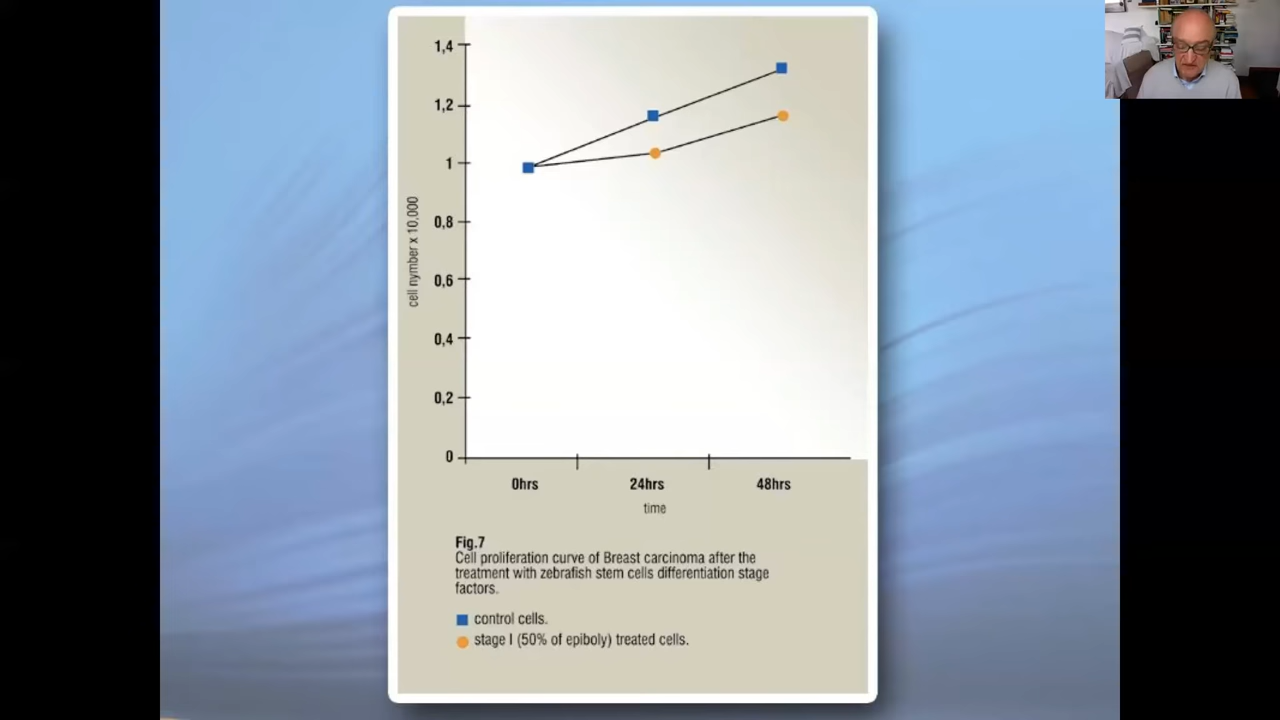 1,4
1,2
1
0,8
0,6
0,4
0,2
0
cell nymber x 10.000
0hrs 24hrs 48hrs
time
Fig.7
Cell proliferation curve of Breast carcinoma after the
treatment with zebrafish stem cells differentiation stage
factors.
control cells.
stage I (50% of epiboly) treated cells.